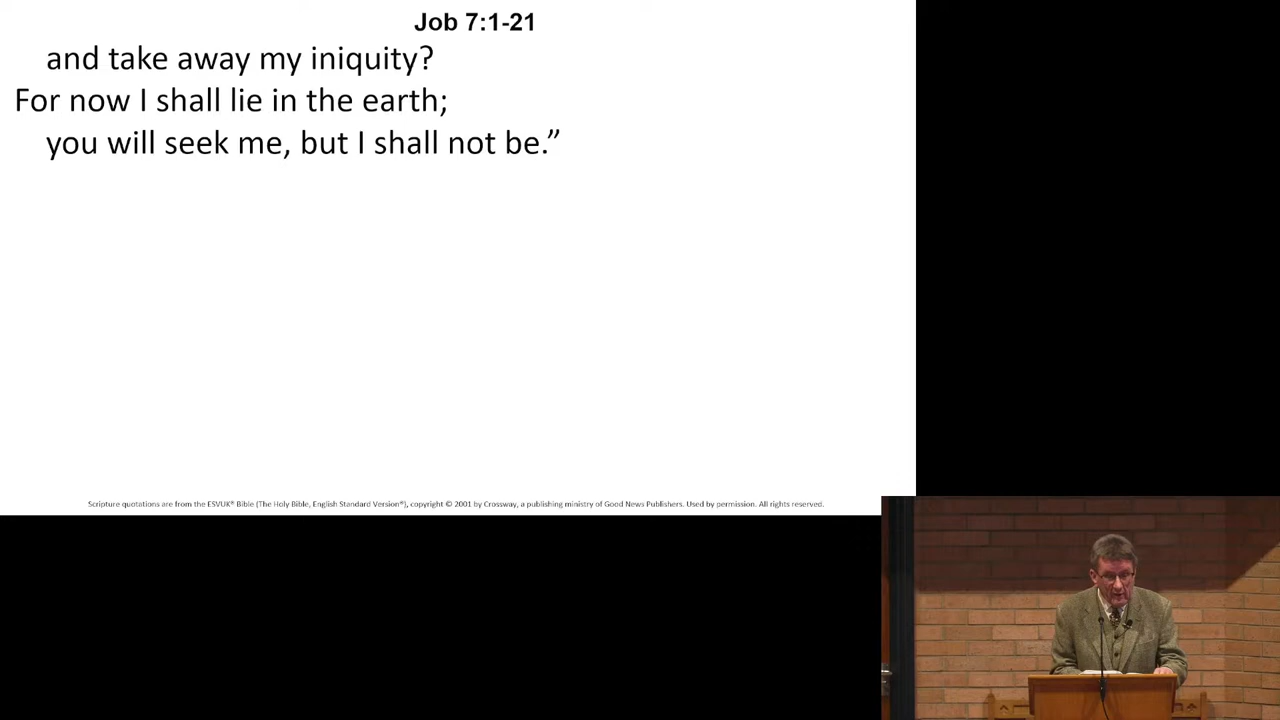 Job 7:1-21
and take away my iniquity?
For now I shall lie in the earth;
you will seek me, but I shall not be.”
Scripture quotations are from the ESVUK® Bible (The Holy Bible, English Standard Version®), copyright © 2001 by Crossway, a publishing ministry of Good News Publishers. Used by permission. All rights reserved.